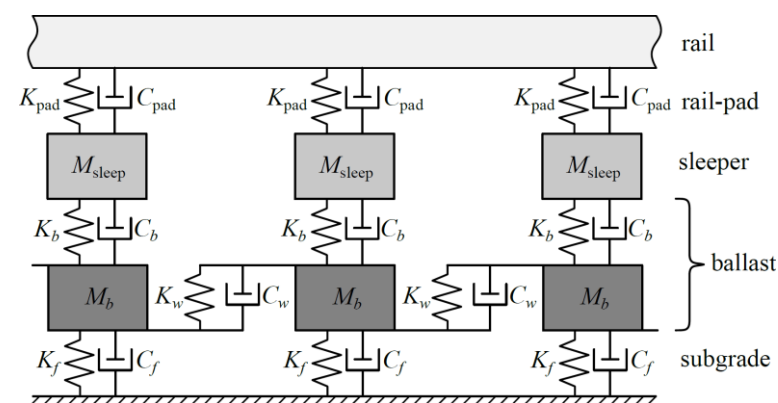 rail
K_pad C_pad K_pad C_pad K_pad C_pad rail-pad
M_sleep M_sleep M_sleep sleeper
K_b C_b K_b C_b K_b C_b
M_b K_w C_w M_b K_w C_w M_b ballast
K_f C_f K_f C_f K_f C_f subgrade